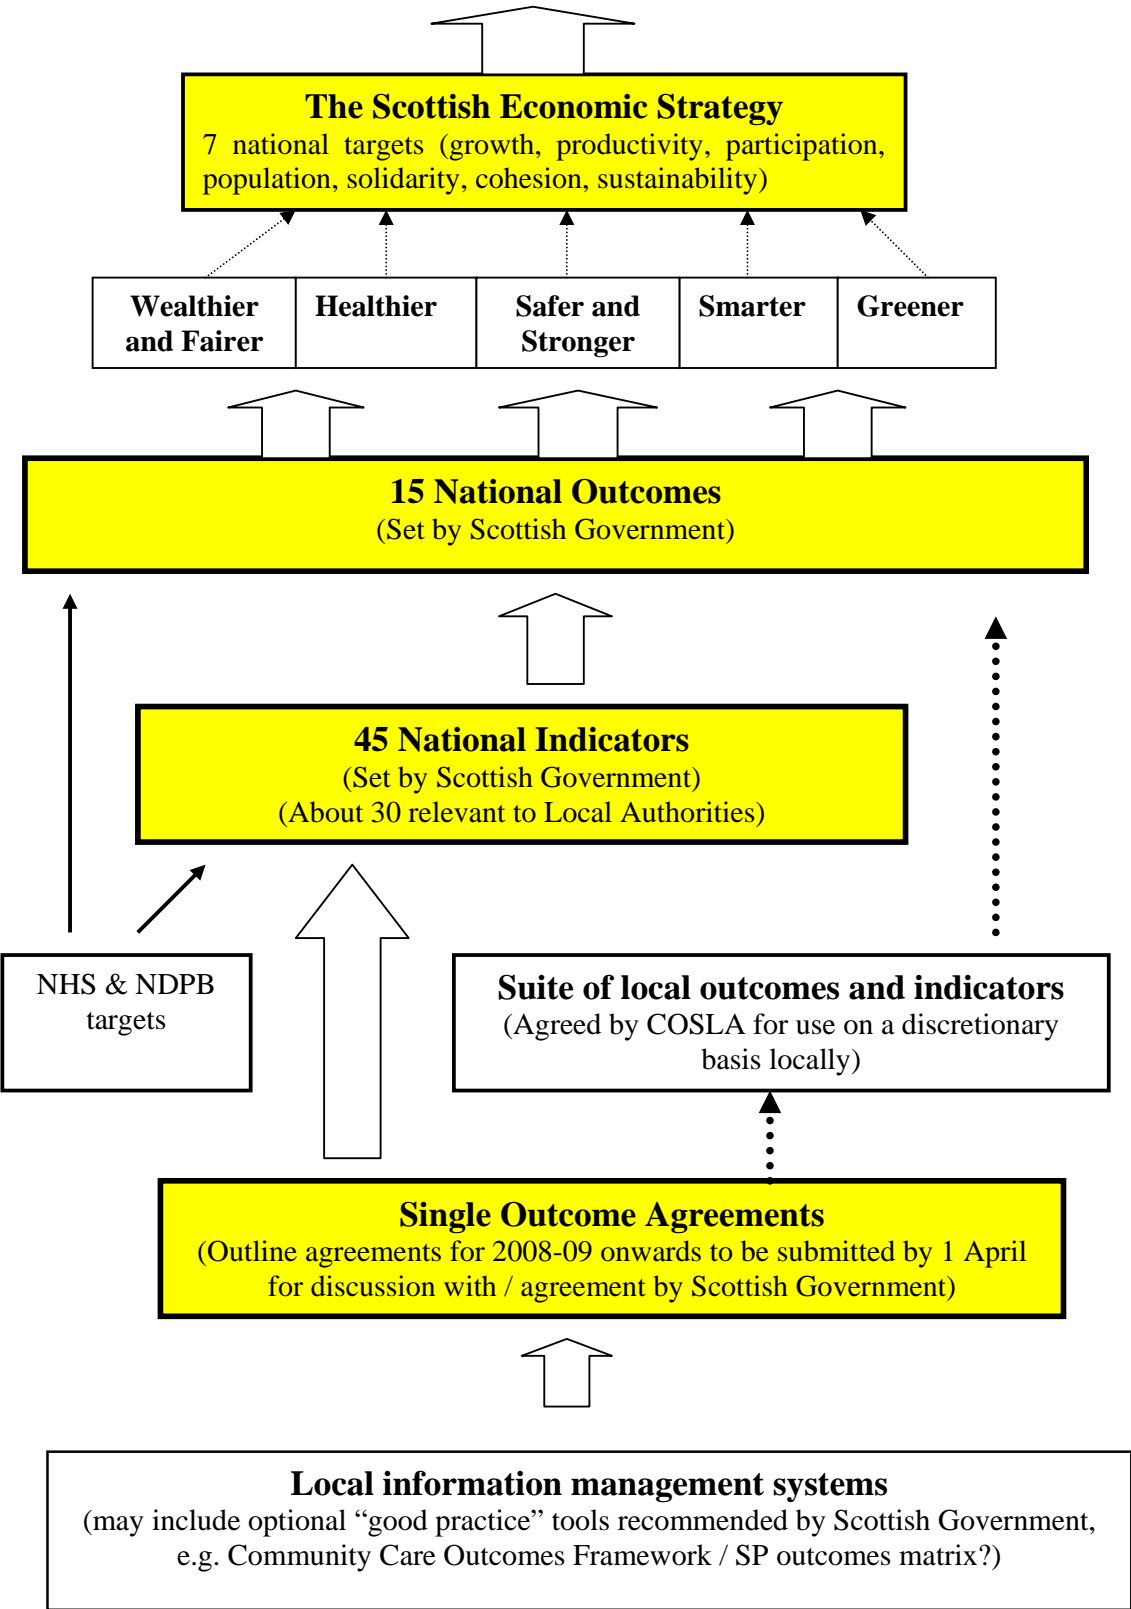 The Scottish Economic Strategy
7 national targets (growth, productivity, participation,
population, solidarity, cohesion, sustainability)
Wealthier
and Fairer
Healthier
Safer and
Stronger
Smarter
Greener
15 National Outcomes
(Set by Scottish Government)
45 National Indicators
(Set by Scottish Government)
(About 30 relevant to Local Authorities)
NHS & NDPB
targets
Suite of local outcomes and indicators
(Agreed by COSLA for use on a discretionary
basis locally)
Single Outcome Agreements
(Outline agreements for 2008-09 onwards to be submitted by 1 April
for discussion with / agreement by Scottish Government)
Local information management systems
(may include optional “good practice” tools recommended by Scottish Government,
e.g. Community Care Outcomes Framework / SP outcomes matrix?)